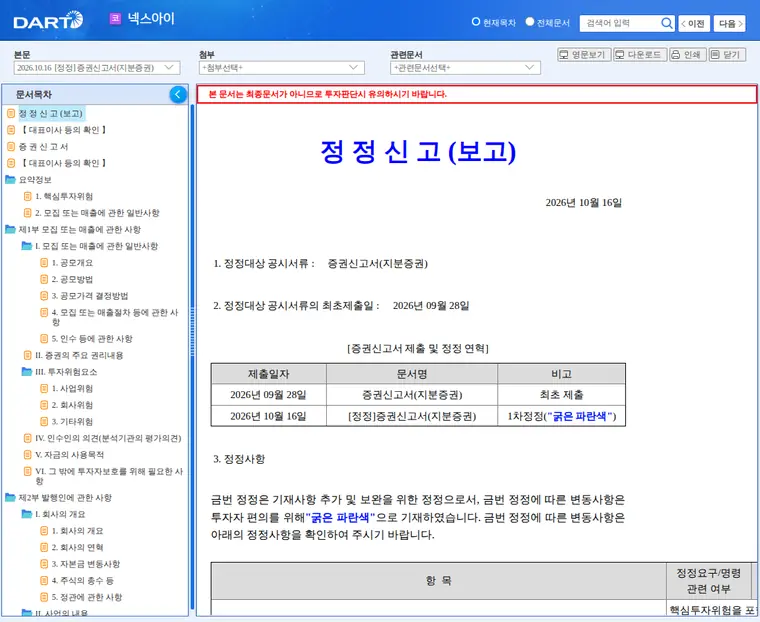 DART 코 넥스아이
현재목차 전체문서 검색어 입력 이전 다음
본문 첨부 관련문서
2026.10.16 [정정]증권신고서(지분증권) +첨부선택+ +관련문서선택+
영문보기 다운로드 인쇄 닫기
문서목차
정 정 신 고 (보고)
【 대표이사 등의 확인 】
증 권 신 고 서
【 대표이사 등의 확인 】
요약정보
1. 핵심투자위험
2. 모집 또는 매출에 관한 일반사항
제1부 모집 또는 매출에 관한 사항
I. 모집 또는 매출에 관한 일반사항
1. 공모개요
2. 공모방법
3. 공모가격 결정방법
4. 모집 또는 매출절차 등에 관한 사
항
5. 인수 등에 관한 사항
II. 증권의 주요 권리내용
III. 투자위험요소
1. 사업위험
2. 회사위험
3. 기타위험
IV. 인수인의 의견(분석기관의 평가의견)
V. 자금의 사용목적
VI. 그 밖에 투자자보호를 위해 필요한 사
항
제2부 발행인에 관한 사항
I. 회사의 개요
1. 회사의 개요
2. 회사의 연혁
3. 자본금 변동사항
4. 주식의 총수 등
5. 정관에 관한 사항
II. 사업의 내용
본 문서는 최종문서가 아니므로 투자판단시 유의하시기 바랍니다.
정 정 신 고 (보고)
2026년 10월 16일
1. 정정대상 공시서류 : 증권신고서(지분증권)
2. 정정대상 공시서류의 최초제출일 : 2026년 09월 28일
[증권신고서 제출 및 정정 연혁]
제출일자 문서명 비고
2026년 09월 28일 증권신고서(지분증권) 최초 제출
2026년 10월 16일 [정정]증권신고서(지분증권) 1차정정("굵은 파란색")
3. 정정사항
금번 정정은 기재사항 추가 및 보완을 위한 정정으로서, 금번 정정에 따른 변동사항은
투자자 편의를 위해"굵은 파란색"으로 기재하였습니다. 금번 정정에 따른 변동사항은
아래의 정정사항을 확인하여 주시기 바랍니다.
항 목 정정요구/명령
관련 여부
핵심투자위험을 포